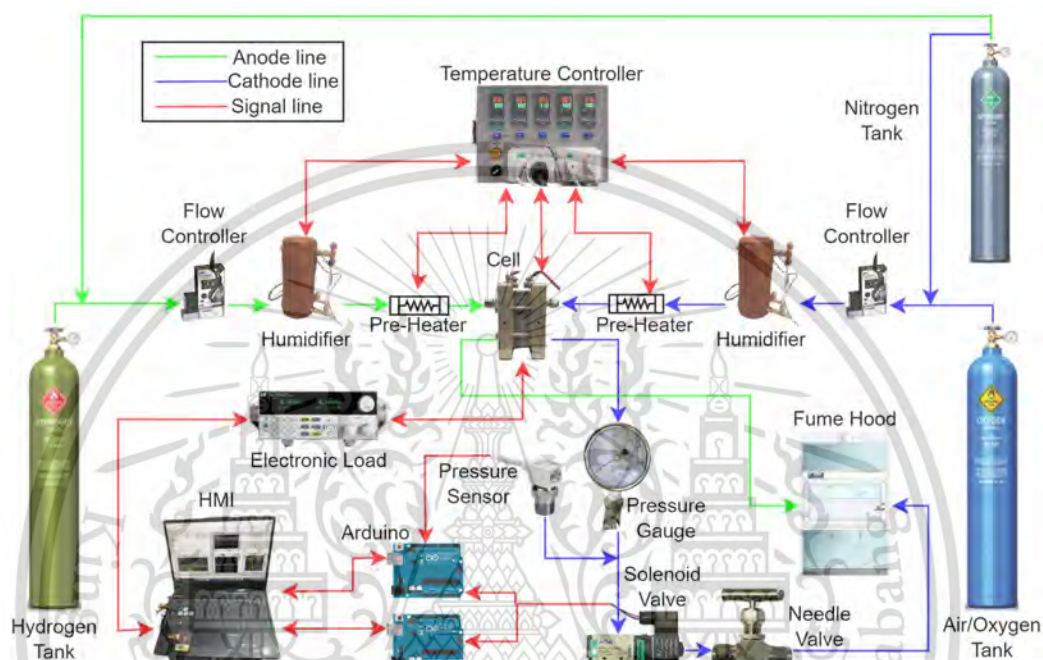 Anode line
Cathode line
Signal line
Temperature Controller
Nitrogen
Tank
Flow
Controller
Flow
Controller
Cell
Humidifier
Pre-Heater
Pre-Heater
Humidifier
Electronic Load
Pressure
Sensor
Fume Hood
HMI
Arduino
Pressure
Gauge
Solenoid
Valve
Needle
Valve
Hydrogen
Tank
Air/Oxygen
Tank
OXYGEN